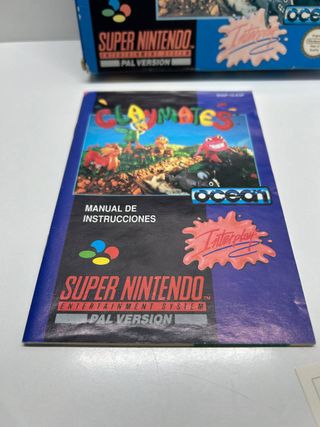 ocean
SUPER NINTENDO
ENTERTAINMENT SYSTEM
PAL VERSION
Interplay
CLAYMATES
ocean
MANUAL DE
INSTRUCCIONES
Interplay
SUPER NINTENDO
ENTERTAINMENT SYSTEM
PAL VERSION